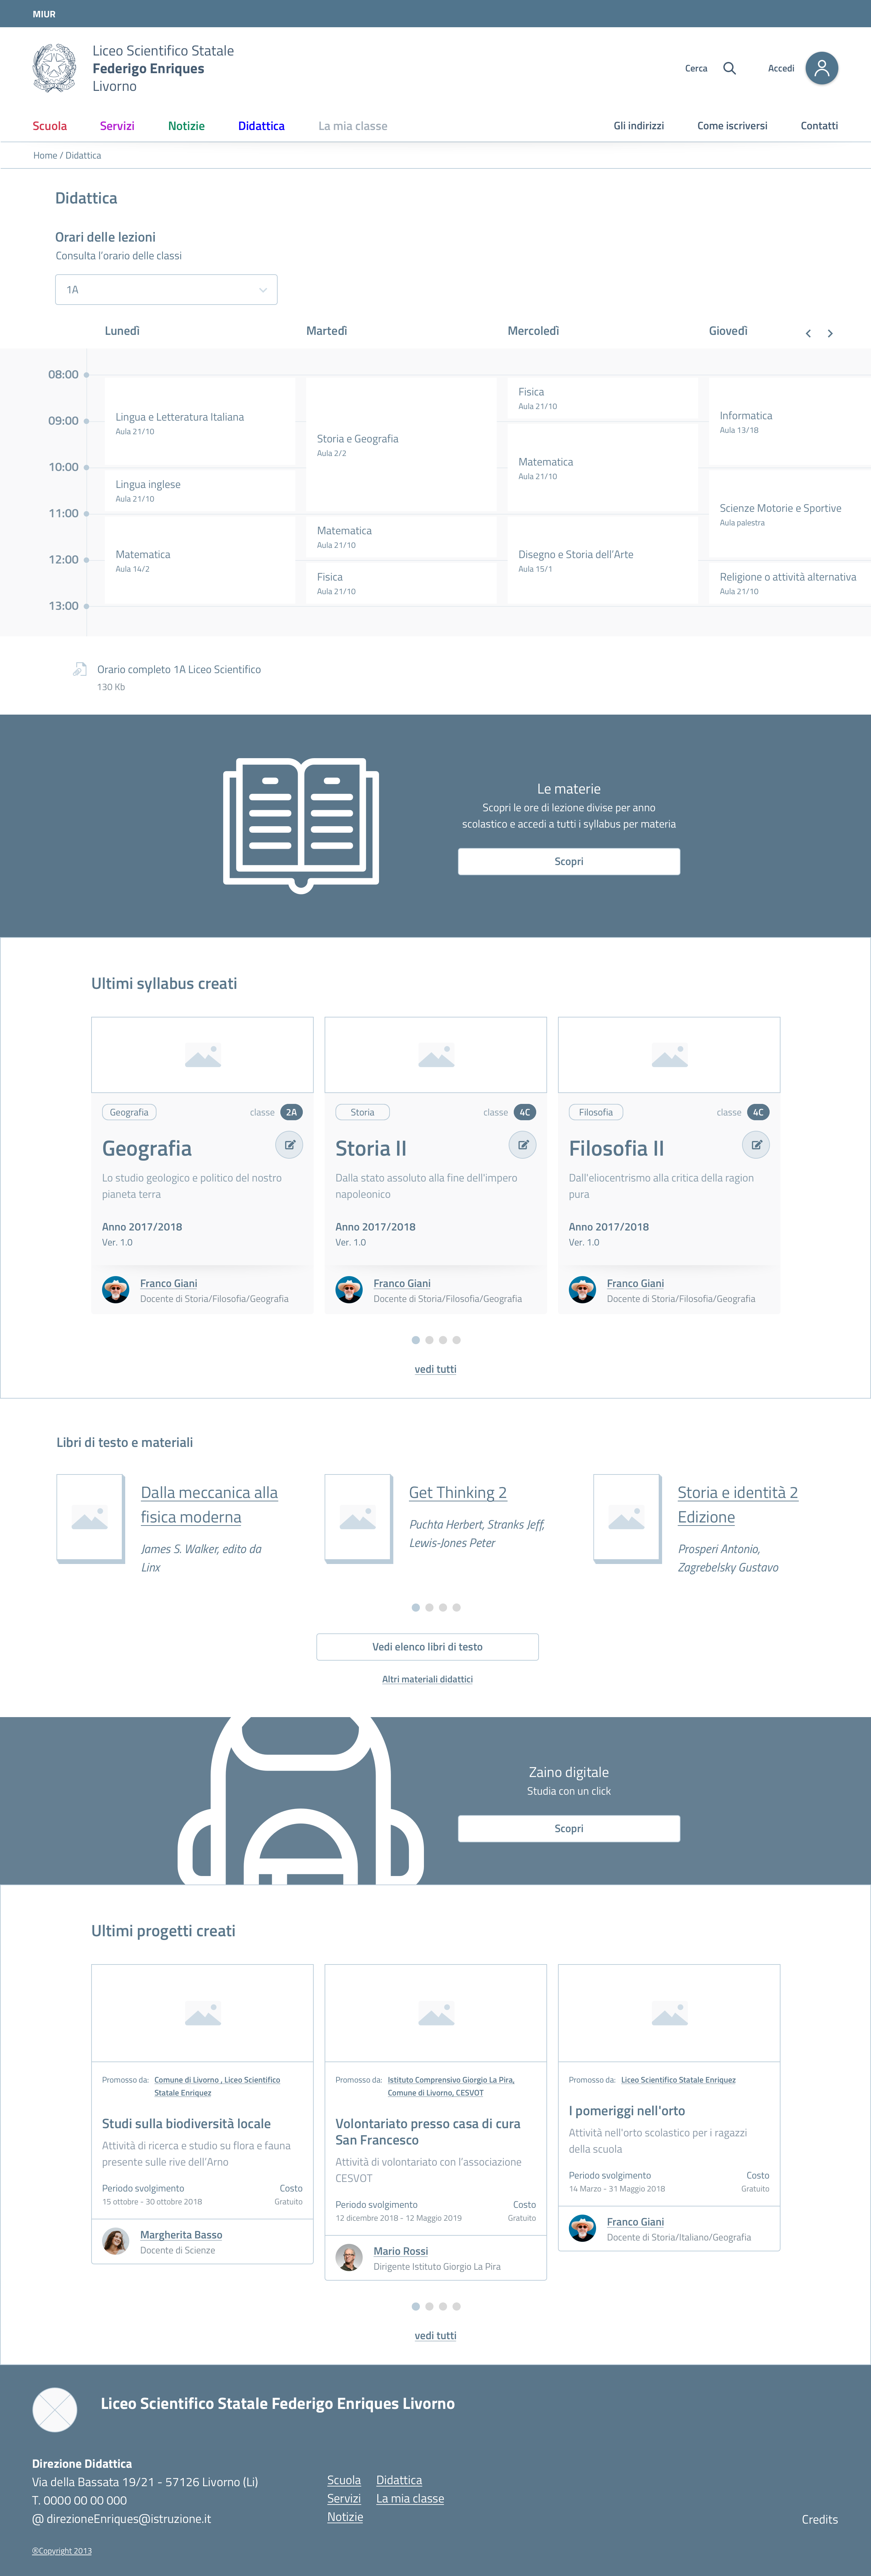 MIUR
Liceo Scientifico Statale
Federigo Enriques
Livorno
Cerca
Accedi
Scuola
Servizi
Notizie
Didattica
La mia classe
Gli indirizzi
Come iscriversi
Contatti
Home / Didattica
Didattica
Orari delle lezioni
Consulta l'orario delle classi
1A
Lunedì
Martedì
Mercoledì
Giovedì
08:00
09:00
10:00
11:00
12:00
13:00
Lingua e Letteratura Italiana
Aula 21/10
Lingua inglese
Aula 21/10
Matematica
Aula 14/2
Storia e Geografia
Aula 2/2
Matematica
Aula 21/10
Fisica
Aula 21/10
Fisica
Aula 21/10
Matematica
Aula 21/10
Disegno e Storia dell'Arte
Aula 15/1
Informatica
Aula 13/18
Scienze Motorie e Sportive
Aula palestra
Religione o attività alternativa
Aula 21/10
Orario completo 1A Liceo Scientifico
130 Kb
Le materie
Scopri le ore di lezione divise per anno
scolastico e accedi a tutti i syllabus per materia
Scopri
Ultimi syllabus creati
Geografia
classe 2A
Geografia
Lo studio geologico e politico del nostro
pianeta terra
Anno 2017/2018
Ver. 1.0
Franco Giani
Docente di Storia/Filosofia/Geografia
Storia
classe 4C
Storia II
Dalla stato assoluto alla fine dell'impero
napoleonico
Anno 2017/2018
Ver. 1.0
Franco Giani
Docente di Storia/Filosofia/Geografia
Filosofia
classe 4C
Filosofia II
Dall'eliocentrismo alla critica della ragion
pura
Anno 2017/2018
Ver. 1.0
Franco Giani
Docente di Storia/Filosofia/Geografia
vedi tutti
Libri di testo e materiali
Dalla meccanica alla
fisica moderna
James S. Walker, edito da
Linx
Get Thinking 2
Puchta Herbert, Stranks Jeff,
Lewis-Jones Peter
Storia e identità 2
Edizione
Prosperi Antonio,
Zagrebelsky Gustavo
Vedi elenco libri di testo
Altri materiali didattici
Zaino digitale
Studia con un click
Scopri
Ultimi progetti creati
Promosso da: Comune di Livorno , Liceo Scientifico
Statale Enriquez
Studi sulla biodiversità locale
Attività di ricerca e studio su flora e fauna
presente sulle rive dell'Arno
Periodo svolgimento
Costo
15 ottobre - 30 ottobre 2018
Gratuito
Margherita Basso
Docente di Scienze
Promosso da: Istituto Comprensivo Giorgio La Pira,
Comune di Livorno, CESVOT
Volontariato presso casa di cura
San Francesco
Attività di volontariato con l'associazione
CESVOT
Periodo svolgimento
Costo
12 dicembre 2018 - 12 Maggio 2019
Gratuito
Mario Rossi
Dirigente Istituto Giorgio La Pira
Promosso da: Liceo Scientifico Statale Enriquez
I pomeriggi nell'orto
Attività nell'orto scolastico per i ragazzi
della scuola
Periodo svolgimento
Costo
14 Marzo - 31 Maggio 2018
Gratuito
Franco Giani
Docente di Storia/Italiano/Geografia
vedi tutti
Liceo Scientifico Statale Federigo Enriques Livorno
Direzione Didattica
Via della Bassata 19/21 - 57126 Livorno (Li)
T. 0000 00 00 000
@ direzioneEnriques@istruzione.it
Scuola
Servizi
Notizie
Didattica
La mia classe
Credits
®Copyright 2013